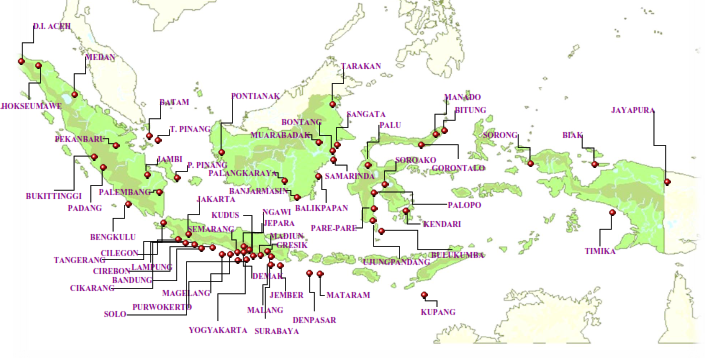 D.I. ACEH
MEDAN
TARAKAN
LHOKSEUMAWE
BATAM
PONTIANAK
MANADO
BITUNG
JAYAPURA
BONTANG
SANGATA
T. PINANG
PALU
PEKANBARU
MUARABADAK
SORONG
BIAK
JAMBI
P. PINANG
PALANGKARAYA
SAMARINDA
SOROAKO
GORONTALO
BUKITTINGGI
PALEMBANG
BANJARMASIN
PADANG
JAKARTA
BALIKPAPAN
PALOPO
KUDUS
NGAWI
JEPARA
PARE-PARE
KENDARI
BENGKULU
SEMARANG
MADIUN
GRESIK
CILEGON
BULUKUMBA
TIMIKA
TANGERANG
LAMPUNG
UJUNGPANDANG
CIREBON
BANDUNG
DEMAK
CIKARANG
MAGELANG
JEMBER
MATARAM
PURWOKERTO
MALANG
SOLO
DENPASAR
KUPANG
YOGYAKARTA
SURABAYA